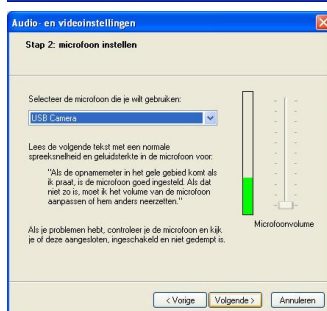 Audio- en videoinstellingen
Stap 2: microfoon instellen
Selecteer de microfoon die je wilt gebruiken:
USB Camera
Lees de volgende tekst met een normale
spreeksnelheid en geluidsterkte in de microfoon voor:
"Als de opnamemeter in het gele gebied komt als
ik praat, is de microfoon goed ingesteld. Als dat
niet zo is, moet ik het volume van de microfoon
aanpassen of hem anders neerzetten."
Microfoonvolume
Als je problemen hebt, controleer je de microfoon en kijk
je of deze aangesloten, ingeschakeld en niet gedempt is.
< Vorige
Volgende >
Annuleren